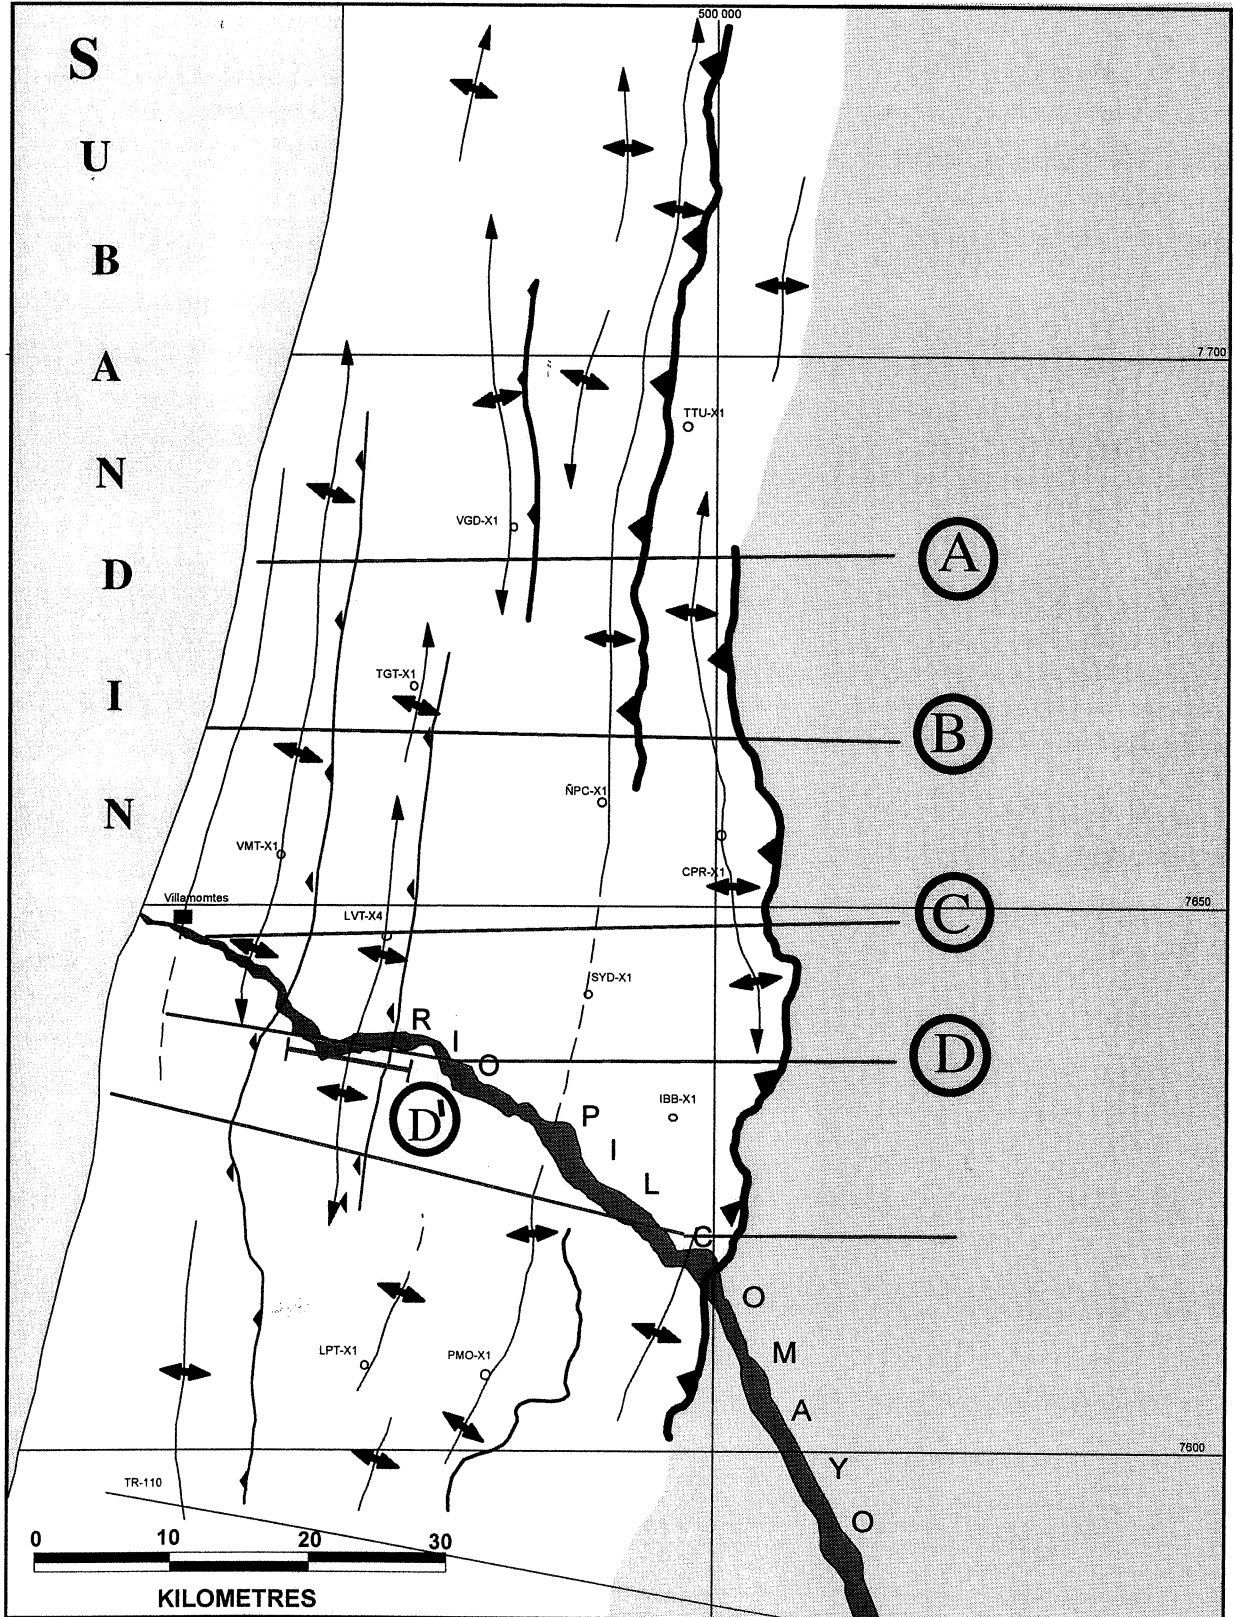 500 000
S
U
B
A
N
D
I
N
7 700
TTU-X1
VGD-X1
A
TGT-X1
B
ÑPC-X1
VMT-X1
CPR-X1
Villamomtes
7650
LVT-X4
C
SYD-X1
R I O
D
D'
IBB-X1
P I L C O M A Y O
LPT-X1
PMO-X1
7600
TR-110
0 10 20 30
KILOMETRES